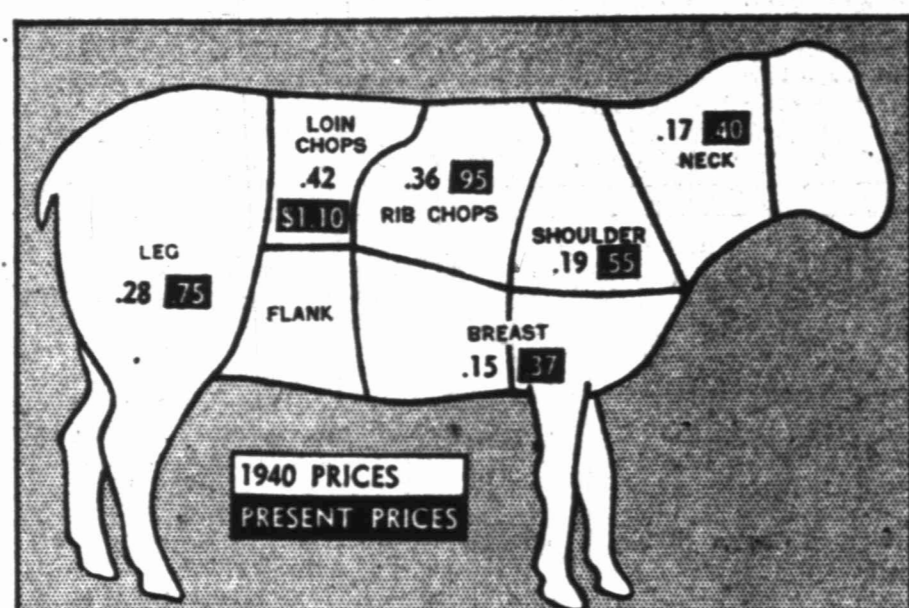 LOIN
CHOPS
.42
$1.10
.36 .95
RIB CHOPS
.17 .40
NECK
SHOULDER
.19 .55
LEG
.28 .75
FLANK
BREAST
.15 .37
1940 PRICES
PRESENT PRICES